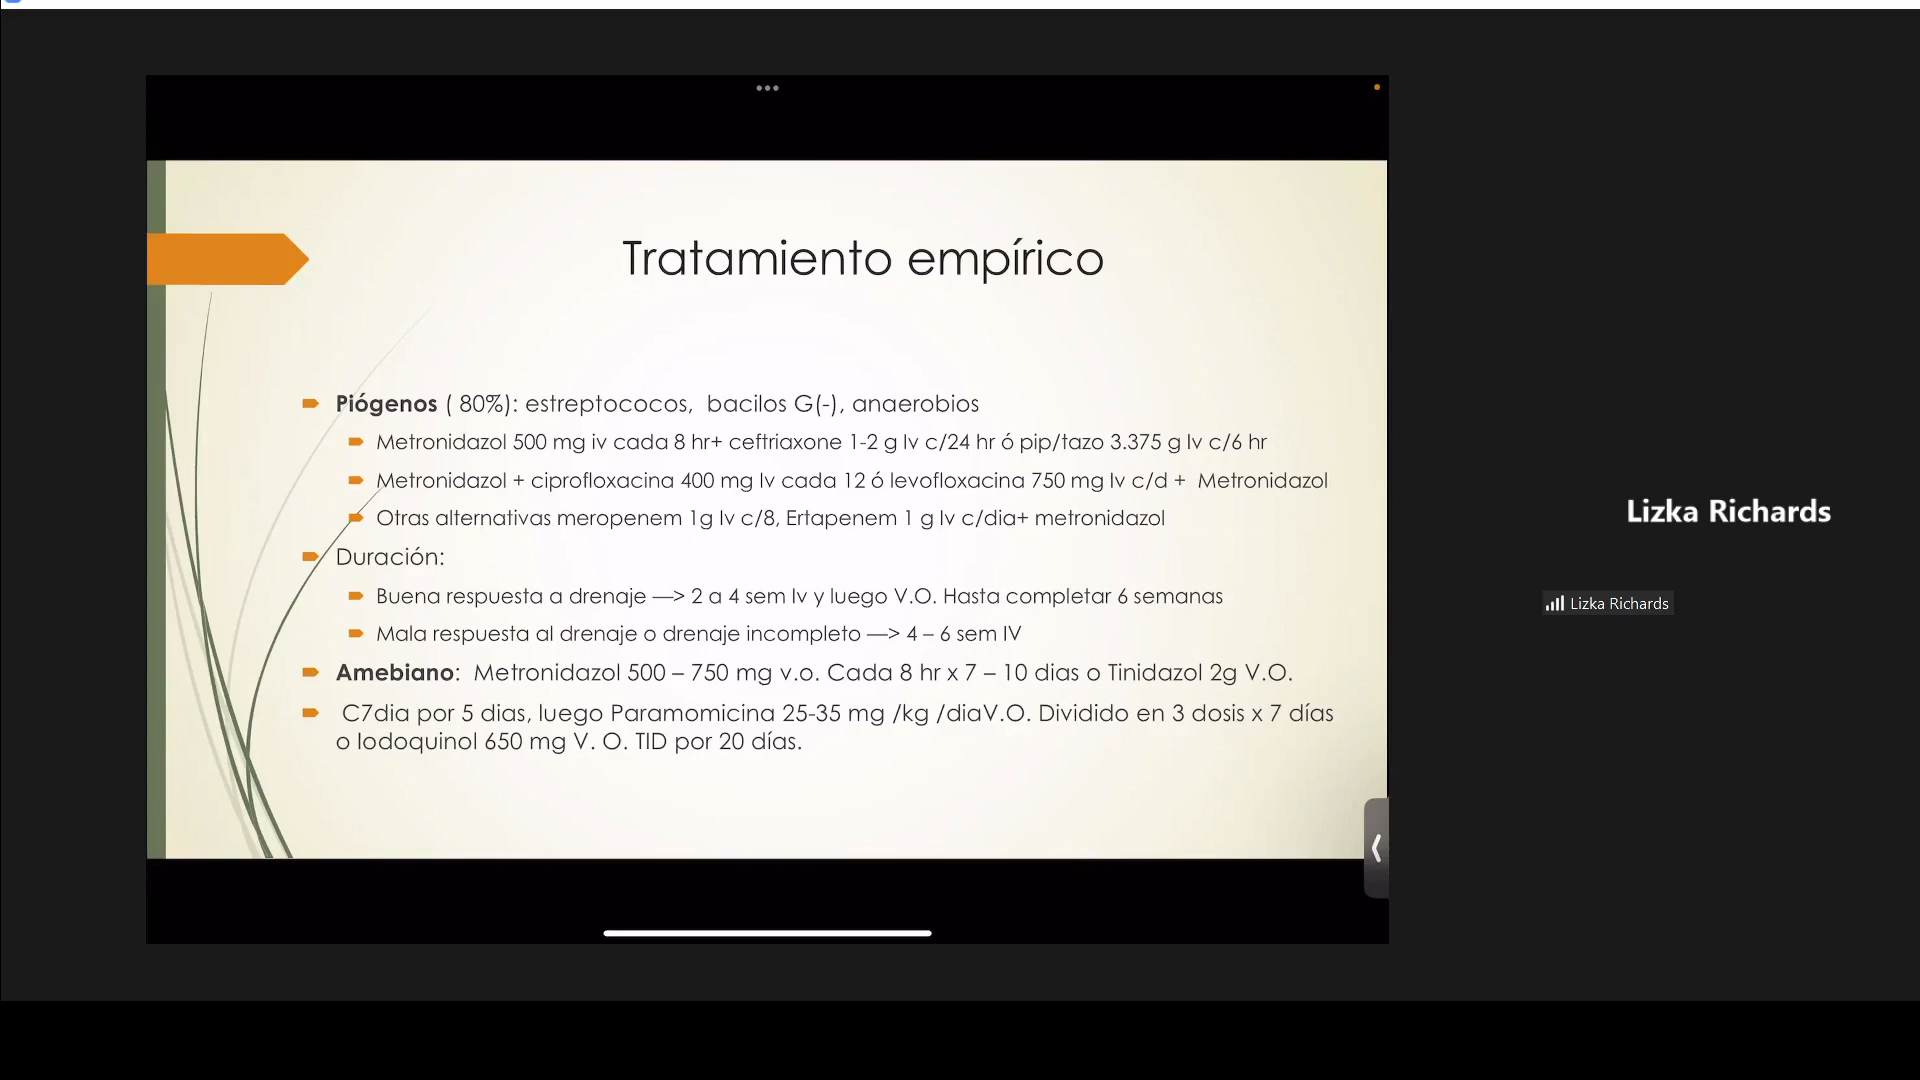 Tratamiento empírico
Piógenos ( 80%): estreptococos, bacilos G(-), anaerobios
Metronidazol 500 mg iv cada 8 hr+ ceftriaxone 1-2 g Iv c/24 hr ó pip/tazo 3.375 g Iv c/6 hr
Metronidazol + ciprofloxacina 400 mg Iv cada 12 ó levofloxacina 750 mg Iv c/d + Metronidazol
Otras alternativas meropenem 1g Iv c/8, Ertapenem 1 g Iv c/dia+ metronidazol
Duración:
Buena respuesta a drenaje —> 2 a 4 sem Iv y luego V.O. Hasta completar 6 semanas
Mala respuesta al drenaje o drenaje incompleto —> 4 – 6 sem IV
Amebiano: Metronidazol 500 – 750 mg v.o. Cada 8 hr x 7 – 10 dias o Tinidazol 2g V.O.
C7dia por 5 dias, luego Paramomicina 25-35 mg /kg /diaV.O. Dividido en 3 dosis x 7 días
o Iodoquinol 650 mg V. O. TID por 20 días.
Lizka Richards
Lizka Richards